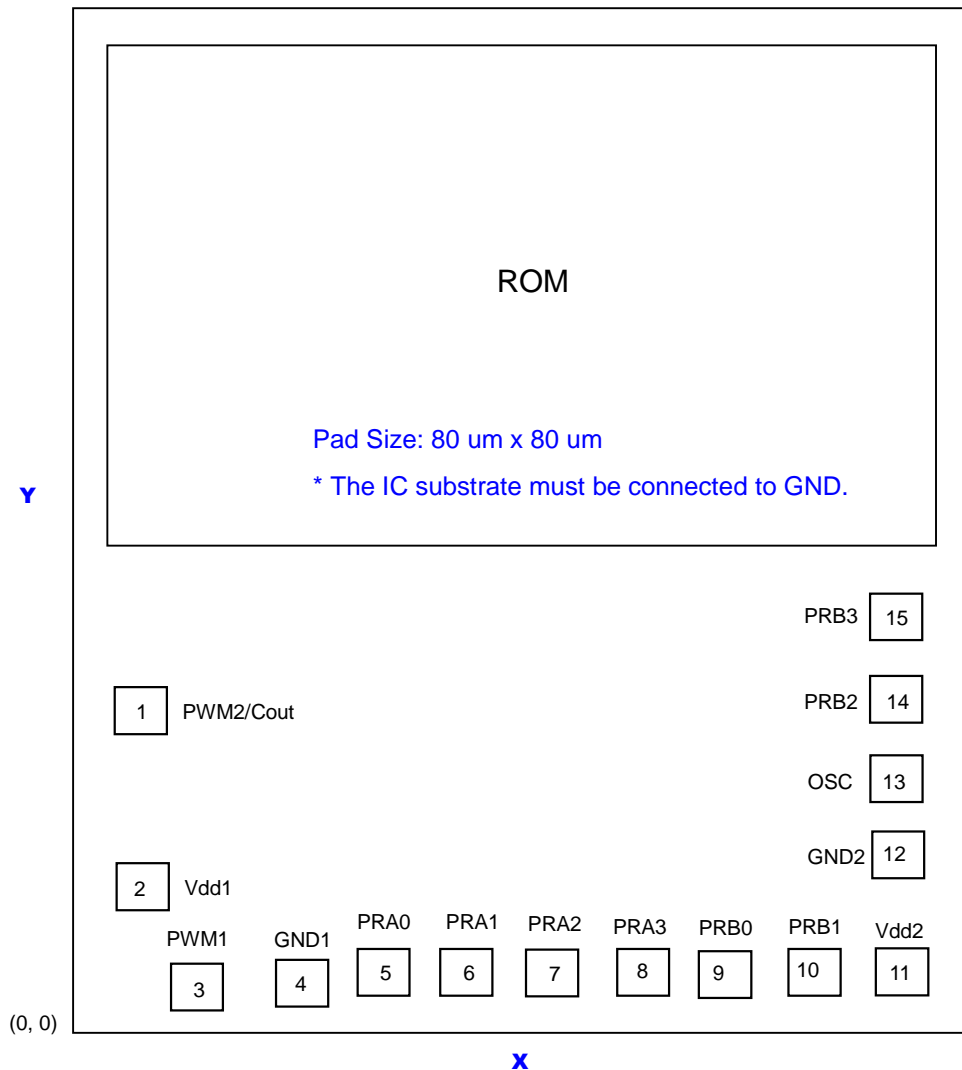 ROM
Pad Size: 80 um x 80 um
* The IC substrate must be connected to GND.
Y
PRB3 15
1 PWM2/Cout
PRB2 14
OSC 13
GND2 12
2 Vdd1
PWM1 GND1 PRA0 PRA1 PRA2 PRA3 PRB0 PRB1 Vdd2
3 4 5 6 7 8 9 10 11
(0, 0)
X